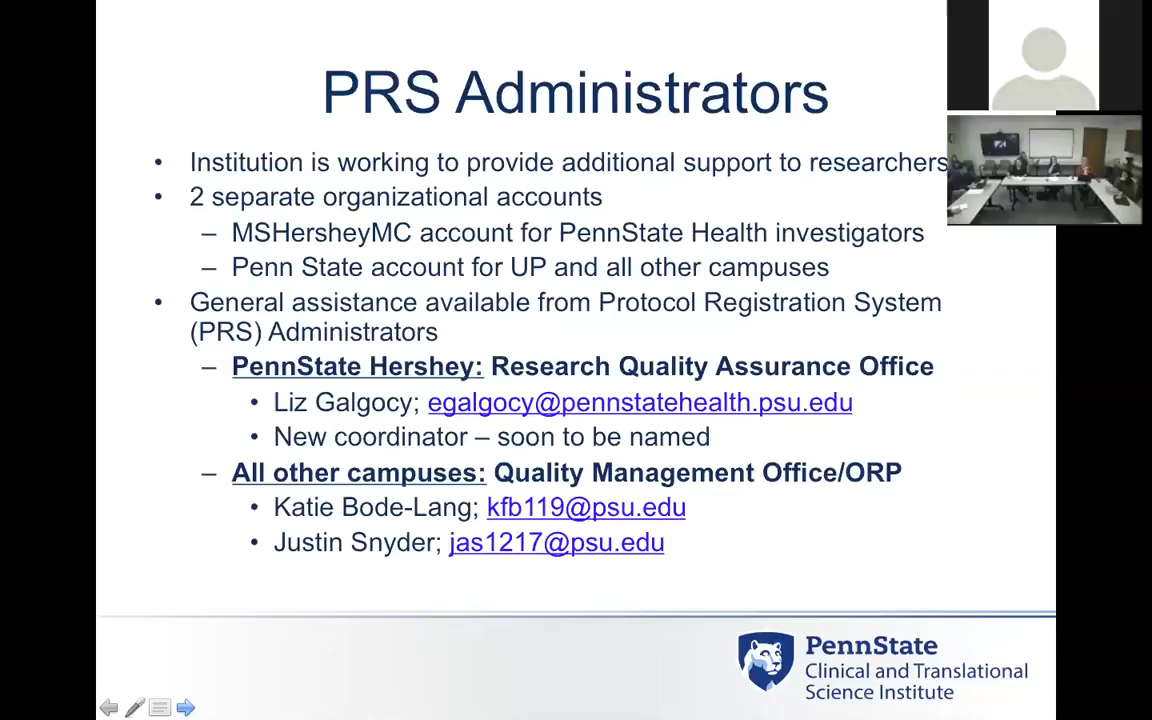 PRS Administrators
• Institution is working to provide additional support to researchers
• 2 separate organizational accounts
– MSHersheyMC account for PennState Health investigators
– Penn State account for UP and all other campuses
• General assistance available from Protocol Registration System
(PRS) Administrators
– PennState Hershey: Research Quality Assurance Office
• Liz Galgocy; egalgocy@pennstatehealth.psu.edu
• New coordinator – soon to be named
– All other campuses: Quality Management Office/ORP
• Katie Bode-Lang; kfb119@psu.edu
• Justin Snyder; jas1217@psu.edu
PennState
Clinical and Translational
Science Institute